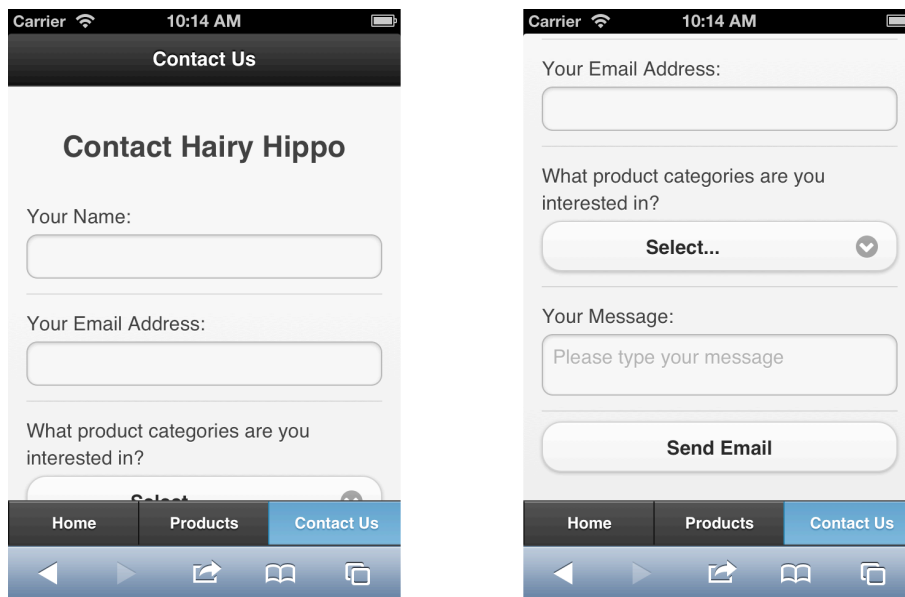 Carrier 10:14 AM
Contact Us
Contact Hairy Hippo
Your Name:
Your Email Address:
What product categories are you
interested in?
Select...
Home Products Contact Us
Carrier 10:14 AM
Your Email Address:
What product categories are you
interested in?
Select...
Your Message:
Please type your message
Send Email
Home Products Contact Us